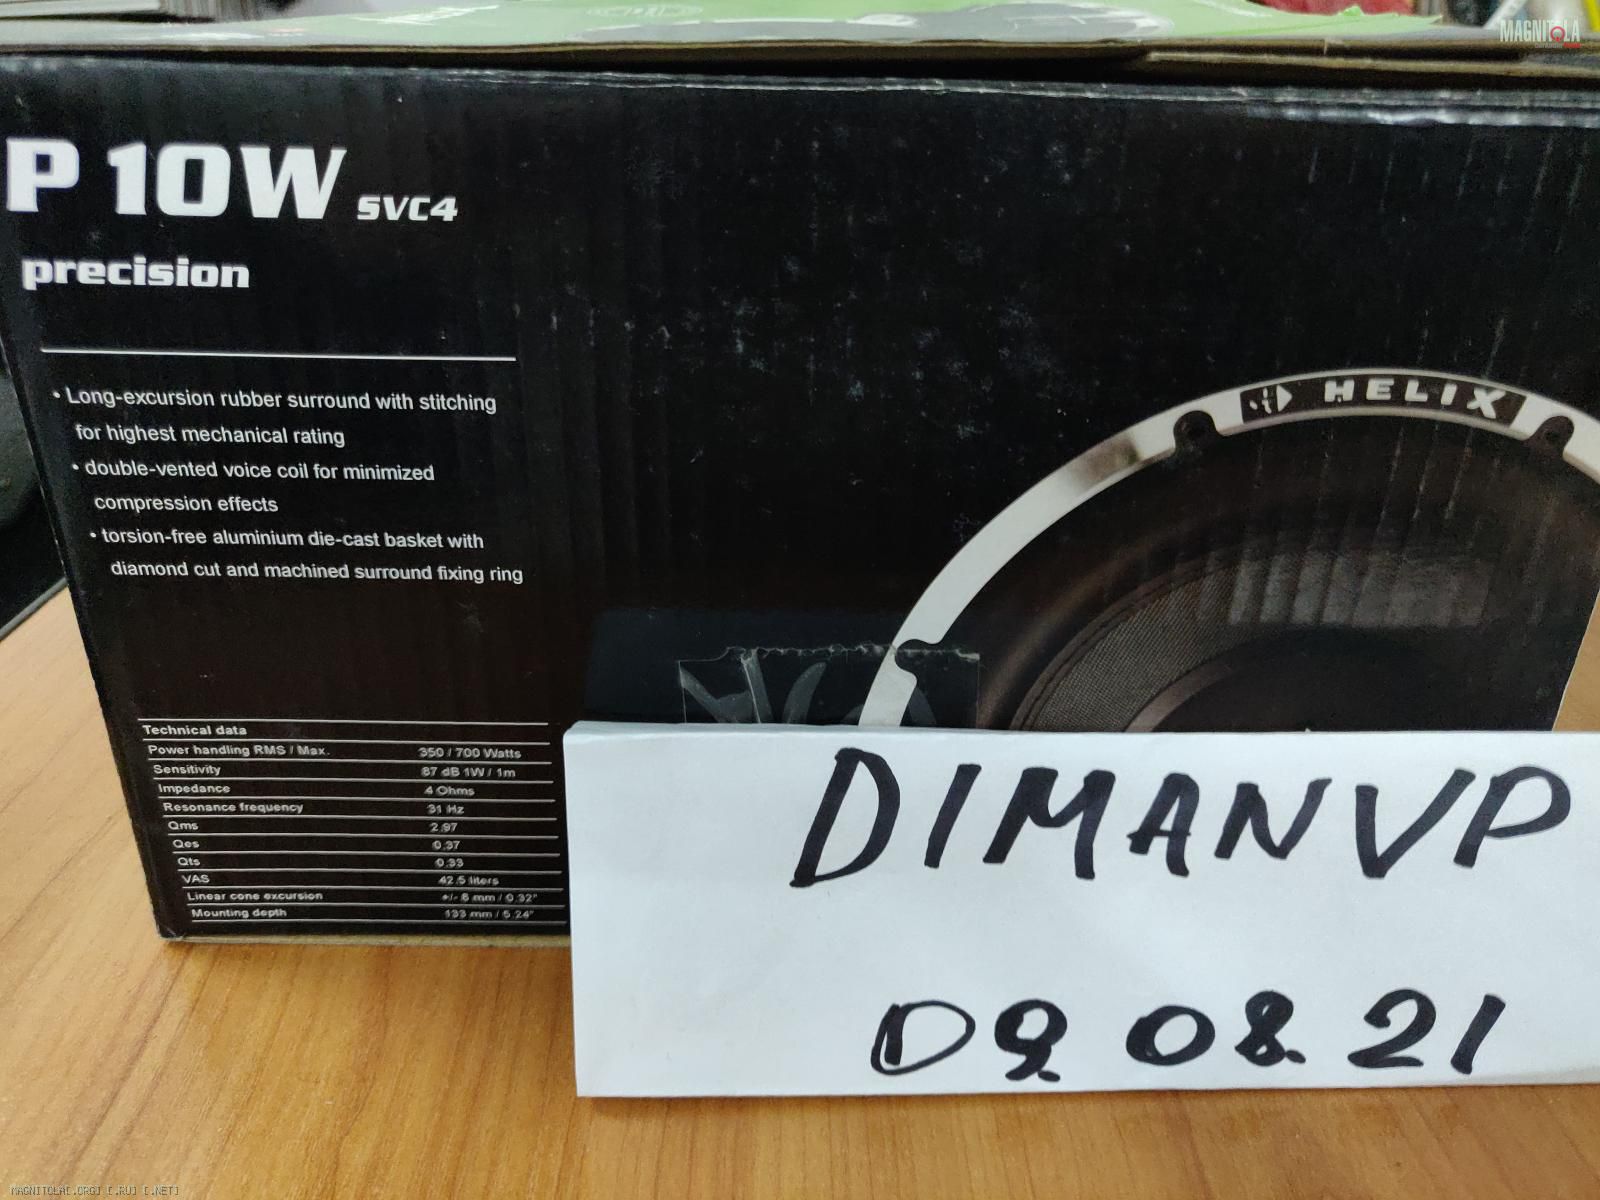 MAGNITOLA
P 10W SVC4
precision
• Long-excursion rubber surround with stitching
for highest mechanical rating
• double-vented voice coil for minimized
compression effects
• torsion-free aluminium die-cast basket with
diamond cut and machined surround fixing ring
HELIX
Technical data
Power handling RMS / Max. 350 / 700 Watts
Sensitivity 87 dB 1W / 1m
Impedance 4 Ohms
Resonance frequency 31 Hz
Qms 2.97
Qes 0.37
Qts 0.33
VAS 42.5 liters
Linear cone excursion +/- 8 mm / 0.32"
Mounting depth 133 mm / 5.24"
DIMANVP
09.08.21
MAGNITOLA[.ORG] [.RU] [.NET]